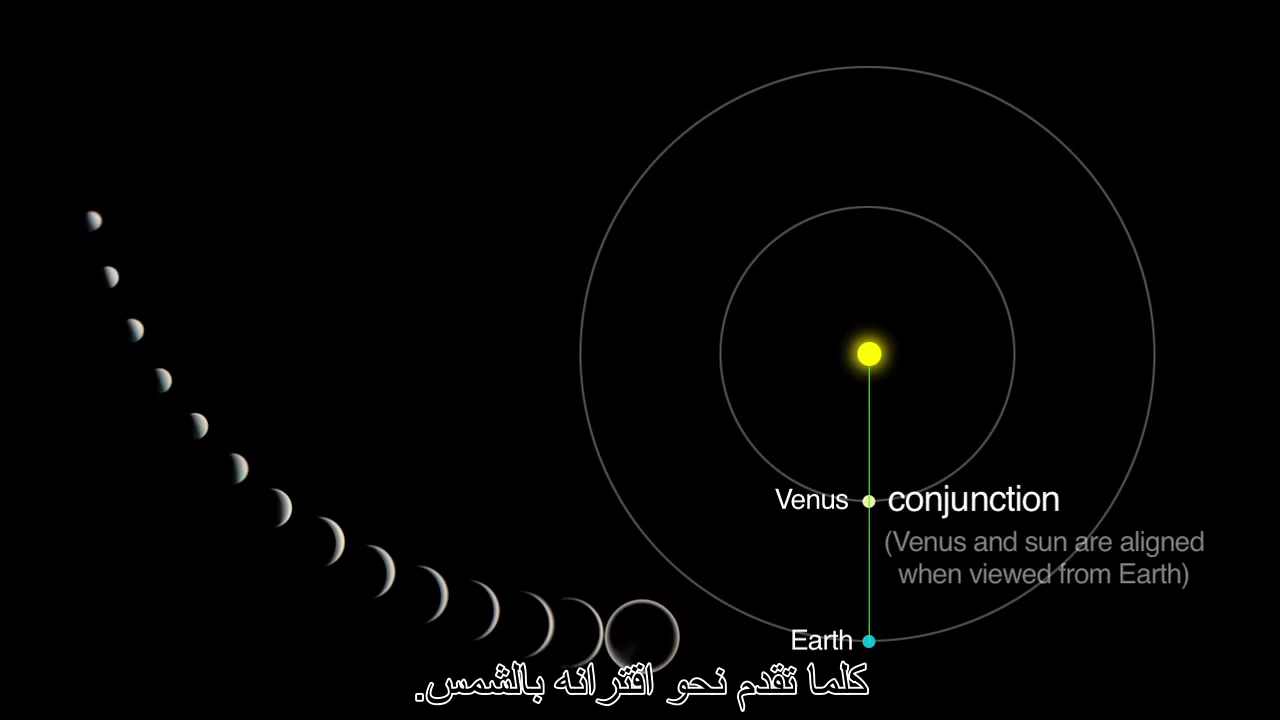 Venus
conjunction
(Venus and sun are aligned
when viewed from Earth)
Earth
كلما تقدم نحو اقترانه بالشمس.